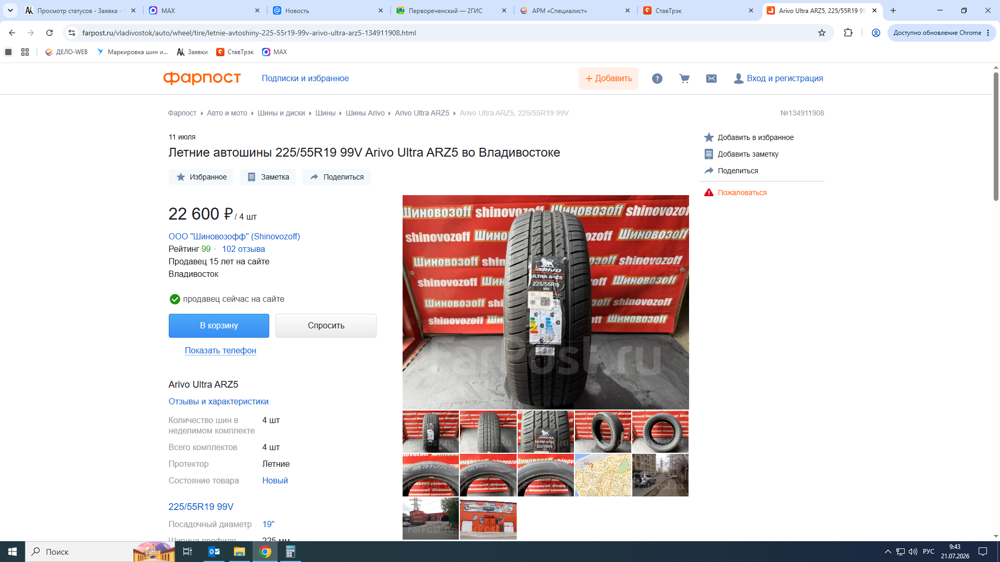 Просмотр статусов - Заявка -
MAX
Новость
Первореченский — 2ГИС
АРМ «Специалист»
СтавТрэк
Arivo Ultra ARZ5, 225/55R19 99
farpost.ru/vladivostok/auto/wheel/tire/letnie-avtoshiny-225-55r19-99v-arivo-ultra-arz5-134911908.html
Доступно обновление Chrome
ДЕЛО-WEB
Маркировка шин и...
Заявки
СтавТрэк
MAX
Фарпост
Подписки и избранное
+ Добавить
Вход и регистрация
Фарпост
Авто и мото
Шины и диски
Шины
Шины Arivo
Arivo Ultra ARZ5
Arivo Ultra ARZ5, 225/55R19 99V
№134911908
11 июля
Летние автошины 225/55R19 99V Arivo Ultra ARZ5 во Владивостоке
Избранное
Заметка
Поделиться
Добавить в избранное
Добавить заметку
Поделиться
Пожаловаться
22 600 ₽ / 4 шт
ООО "Шиновозофф" (Shinovozoff)
Рейтинг 99 · 102 отзыва
Продавец 15 лет на сайте
Владивосток
продавец сейчас на сайте
В корзину
Спросить
Показать телефон
Шиновозoff shinovozoff Шиновозoff shinovozoff
ARIVO
ULTRA ARZ5
225/55R19
99V
FarPost.ru
Arivo Ultra ARZ5
Отзывы и характеристики
Количество шин в неделимом комплекте
4 шт
Всего комплектов
4 шт
Протектор
Летние
Состояние товара
Новый
225/55R19 99V
Посадочный диаметр
19"
Ширина профиля
225 мм
Поиск
РУС
9:43
21.07.2026